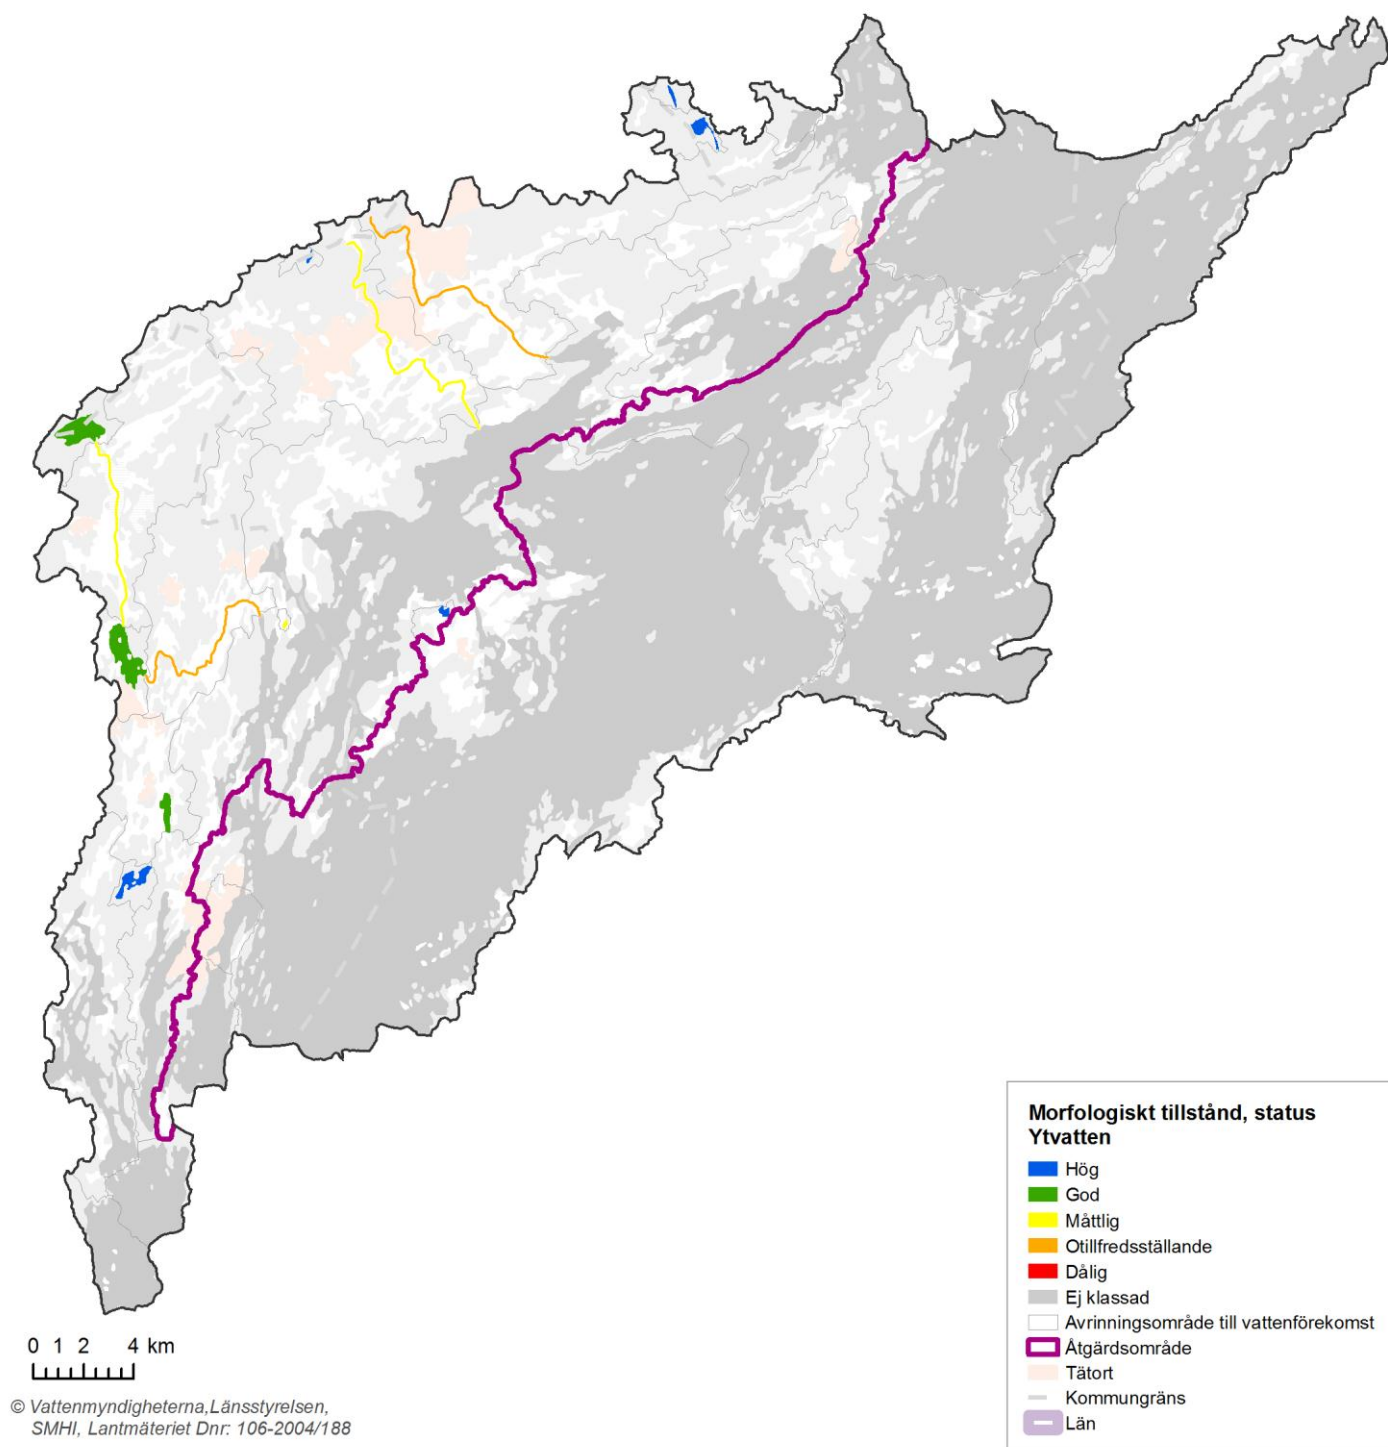 Morfologiskt tillstånd, status
Ytvatten
Hög
God
Måttlig
Otillfredsställande
Dålig
Ej klassad
Avrinningsområde till vattenförekomst
Åtgärdsområde
Tätort
Kommungräns
Län
0 1 2 4 km
© Vattenmyndigheterna,Länsstyrelsen,
SMHI, Lantmäteriet Dnr: 106-2004/188